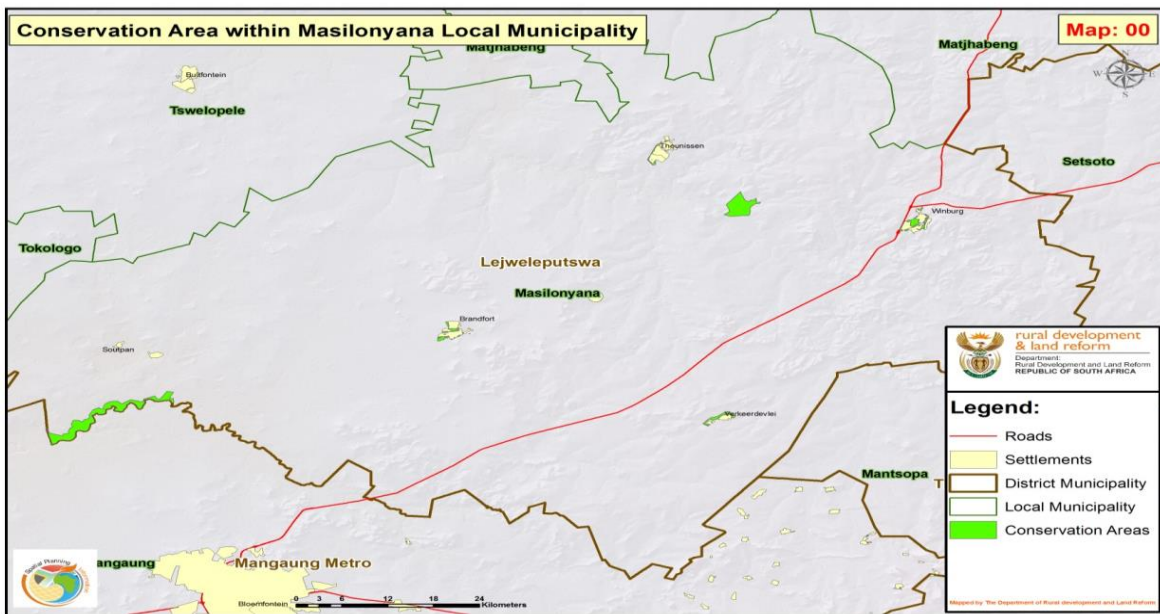 Conservation Area within Masilonyana Local Municipality
Map: 00
Matjhabeng
Matjhabeng
N
W E
S
Bultfontein
Tswelopele
Theunissen
Setsoto
Winburg
Tokologo
Lejweleputswa
Masilonyana
Brandfort
Soutpan
Verkeerdevlei
Mantsopa
T
Mangaung Metro
angaung
Bloemfontein
0 3 6 12 18 24
Kilometers
Spatial Planning
rural development
& land reform
Department:
Rural Development and Land Reform
REPUBLIC OF SOUTH AFRICA
Legend:
Roads
Settlements
District Municipality
Local Municipality
Conservation Areas
Mapped by The Department of Rural development and Land Reform